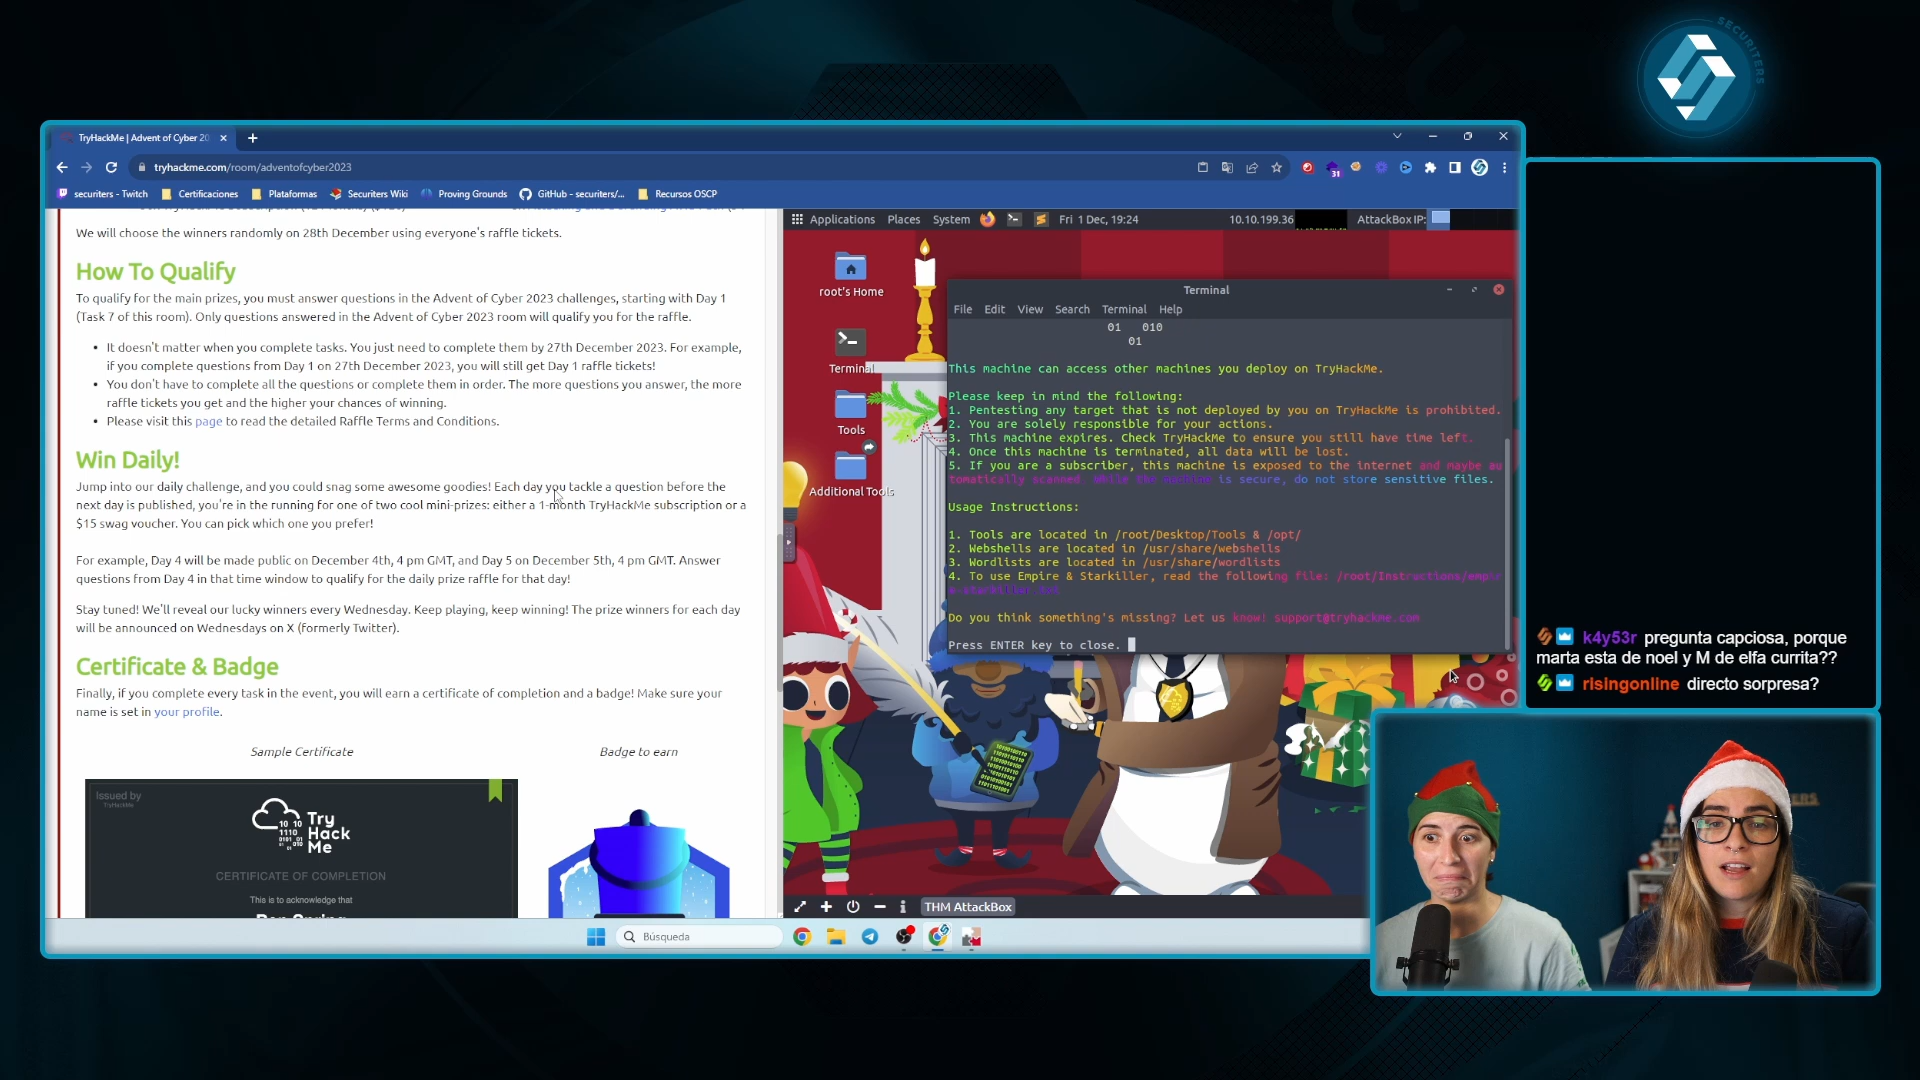 SECURITERS
TryHackMe | Advent of Cyber 20
tryhackme.com/room/adventofcyber2023
31
securiters - Twitch
Certificaciones
Plataformas
Securiters Wiki
Proving Grounds
GitHub - securiters/...
Recursos OSCP
We will choose the winners randomly on 28th December using everyone's raffle tickets.
How To Qualify
To qualify for the main prizes, you must answer questions in the Advent of Cyber 2023 challenges, starting with Day 1
(Task 7 of this room). Only questions answered in the Advent of Cyber 2023 room will qualify you for the raffle.
• It doesn't matter when you complete tasks. You just need to complete them by 27th December 2023. For example,
if you complete questions from Day 1 on 27th December 2023, you will still get Day 1 raffle tickets!
• You don't have to complete all the questions or complete them in order. The more questions you answer, the more
raffle tickets you get and the higher your chances of winning.
• Please visit this page to read the detailed Raffle Terms and Conditions.
Win Daily!
Jump into our daily challenge, and you could snag some awesome goodies! Each day you tackle a question before the
next day is published, you're in the running for one of two cool mini-prizes: either a 1-month TryHackMe subscription or a
$15 swag voucher. You can pick which one you prefer!
For example, Day 4 will be made public on December 4th, 4 pm GMT, and Day 5 on December 5th, 4 pm GMT. Answer
questions from Day 4 in that time window to qualify for the daily prize raffle for that day!
Stay tuned! We'll reveal our lucky winners every Wednesday. Keep playing, keep winning! The prize winners for each day
will be announced on Wednesdays on X (formerly Twitter).
Certificate & Badge
Finally, if you complete every task in the event, you will earn a certificate of completion and a badge! Make sure your
name is set in your profile.
Sample Certificate
Badge to earn
Issued by
TryHackMe
Try
Hack
Me
CERTIFICATE OF COMPLETION
This is to acknowledge that
Applications Places System Fri 1 Dec, 19:24 10.10.199.36 AttackBox IP:
root's Home
Terminal
Tools
Additional Tools
Terminal
File Edit View Search Terminal Help
01 010
01
This machine can access other machines you deploy on TryHackMe.
Please keep in mind the following:
1. Pentesting any target that is not deployed by you on TryHackMe is prohibited.
2. You are solely responsible for your actions.
3. This machine expires. Check TryHackMe to ensure you still have time left.
4. Once this machine is terminated, all data will be lost.
5. If you are a subscriber, this machine is exposed to the internet and maybe au
tomatically scanned. While the machine is secure, do not store sensitive files.
Usage Instructions:
1. Tools are located in /root/Desktop/Tools & /opt/
2. Webshells are located in /usr/share/webshells
3. Wordlists are located in /usr/share/wordlists
4. To use Empire & Starkiller, read the following file: /root/Instructions/empir
e-starkiller.txt
Do you think something's missing? Let us know! support@tryhackme.com
Press ENTER key to close.
THM AttackBox
Búsqueda
k4y53r pregunta capciosa, porque
marta esta de noel y M de elfa currita??
risingonline directo sorpresa?